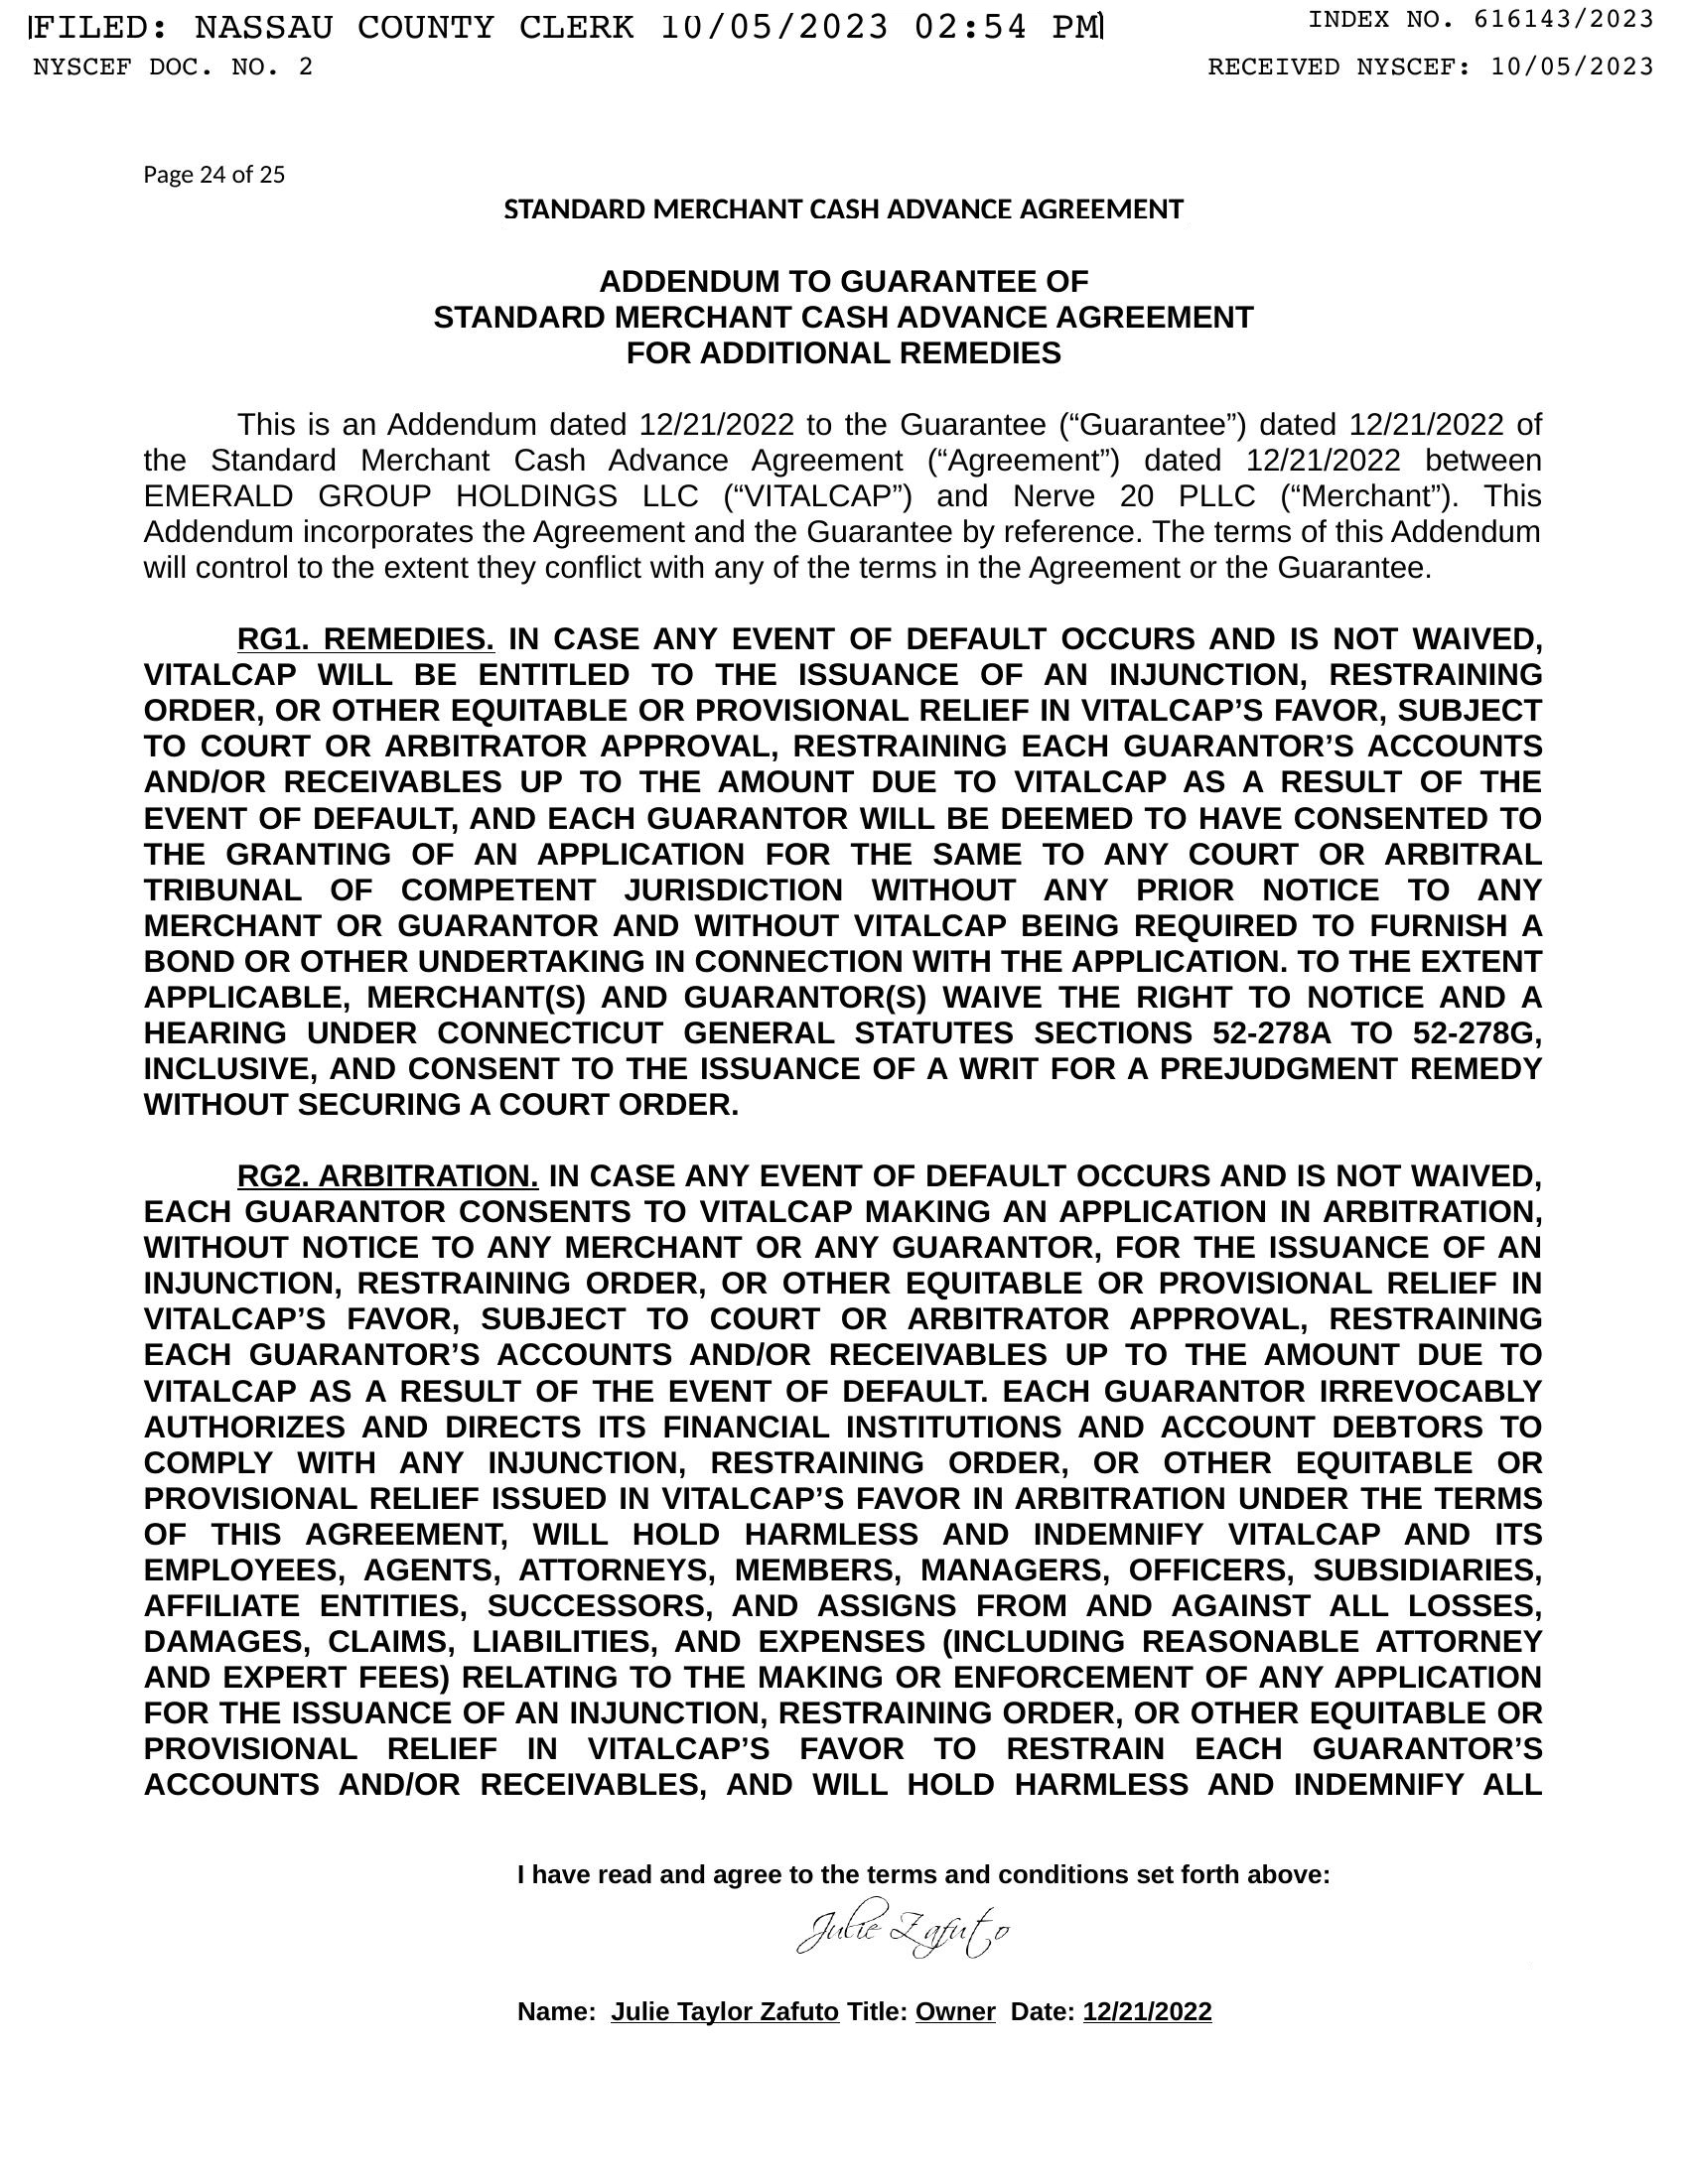 FILED: NASSAU COUNTY CLERK 10/05/2023 02:54 PM
INDEX NO. 616143/2023
NYSCEF DOC. NO. 2
RECEIVED NYSCEF: 10/05/2023
Page 24 of 25
STANDARD MERCHANT CASH ADVANCE AGREEMENT
ADDENDUM TO GUARANTEE OF
STANDARD MERCHANT CASH ADVANCE AGREEMENT
FOR ADDITIONAL REMEDIES
This is an Addendum dated 12/21/2022 to the Guarantee (“Guarantee”) dated 12/21/2022 of
the Standard Merchant Cash Advance Agreement (“Agreement”) dated 12/21/2022 between
EMERALD GROUP HOLDINGS LLC (“VITALCAP”) and Nerve 20 PLLC (“Merchant”). This
Addendum incorporates the Agreement and the Guarantee by reference. The terms of this Addendum
will control to the extent they conflict with any of the terms in the Agreement or the Guarantee.
RG1. REMEDIES. IN CASE ANY EVENT OF DEFAULT OCCURS AND IS NOT WAIVED,
VITALCAP WILL BE ENTITLED TO THE ISSUANCE OF AN INJUNCTION, RESTRAINING
ORDER, OR OTHER EQUITABLE OR PROVISIONAL RELIEF IN VITALCAP’S FAVOR, SUBJECT
TO COURT OR ARBITRATOR APPROVAL, RESTRAINING EACH GUARANTOR’S ACCOUNTS
AND/OR RECEIVABLES UP TO THE AMOUNT DUE TO VITALCAP AS A RESULT OF THE
EVENT OF DEFAULT, AND EACH GUARANTOR WILL BE DEEMED TO HAVE CONSENTED TO
THE GRANTING OF AN APPLICATION FOR THE SAME TO ANY COURT OR ARBITRAL
TRIBUNAL OF COMPETENT JURISDICTION WITHOUT ANY PRIOR NOTICE TO ANY
MERCHANT OR GUARANTOR AND WITHOUT VITALCAP BEING REQUIRED TO FURNISH A
BOND OR OTHER UNDERTAKING IN CONNECTION WITH THE APPLICATION. TO THE EXTENT
APPLICABLE, MERCHANT(S) AND GUARANTOR(S) WAIVE THE RIGHT TO NOTICE AND A
HEARING UNDER CONNECTICUT GENERAL STATUTES SECTIONS 52-278A TO 52-278G,
INCLUSIVE, AND CONSENT TO THE ISSUANCE OF A WRIT FOR A PREJUDGMENT REMEDY
WITHOUT SECURING A COURT ORDER.
RG2. ARBITRATION. IN CASE ANY EVENT OF DEFAULT OCCURS AND IS NOT WAIVED,
EACH GUARANTOR CONSENTS TO VITALCAP MAKING AN APPLICATION IN ARBITRATION,
WITHOUT NOTICE TO ANY MERCHANT OR ANY GUARANTOR, FOR THE ISSUANCE OF AN
INJUNCTION, RESTRAINING ORDER, OR OTHER EQUITABLE OR PROVISIONAL RELIEF IN
VITALCAP’S FAVOR, SUBJECT TO COURT OR ARBITRATOR APPROVAL, RESTRAINING
EACH GUARANTOR’S ACCOUNTS AND/OR RECEIVABLES UP TO THE AMOUNT DUE TO
VITALCAP AS A RESULT OF THE EVENT OF DEFAULT. EACH GUARANTOR IRREVOCABLY
AUTHORIZES AND DIRECTS ITS FINANCIAL INSTITUTIONS AND ACCOUNT DEBTORS TO
COMPLY WITH ANY INJUNCTION, RESTRAINING ORDER, OR OTHER EQUITABLE OR
PROVISIONAL RELIEF ISSUED IN VITALCAP’S FAVOR IN ARBITRATION UNDER THE TERMS
OF THIS AGREEMENT, WILL HOLD HARMLESS AND INDEMNIFY VITALCAP AND ITS
EMPLOYEES, AGENTS, ATTORNEYS, MEMBERS, MANAGERS, OFFICERS, SUBSIDIARIES,
AFFILIATE ENTITIES, SUCCESSORS, AND ASSIGNS FROM AND AGAINST ALL LOSSES,
DAMAGES, CLAIMS, LIABILITIES, AND EXPENSES (INCLUDING REASONABLE ATTORNEY
AND EXPERT FEES) RELATING TO THE MAKING OR ENFORCEMENT OF ANY APPLICATION
FOR THE ISSUANCE OF AN INJUNCTION, RESTRAINING ORDER, OR OTHER EQUITABLE OR
PROVISIONAL RELIEF IN VITALCAP’S FAVOR TO RESTRAIN EACH GUARANTOR’S
ACCOUNTS AND/OR RECEIVABLES, AND WILL HOLD HARMLESS AND INDEMNIFY ALL
I have read and agree to the terms and conditions set forth above:
Julie Zafuto
Name: Julie Taylor Zafuto Title: Owner Date: 12/21/2022